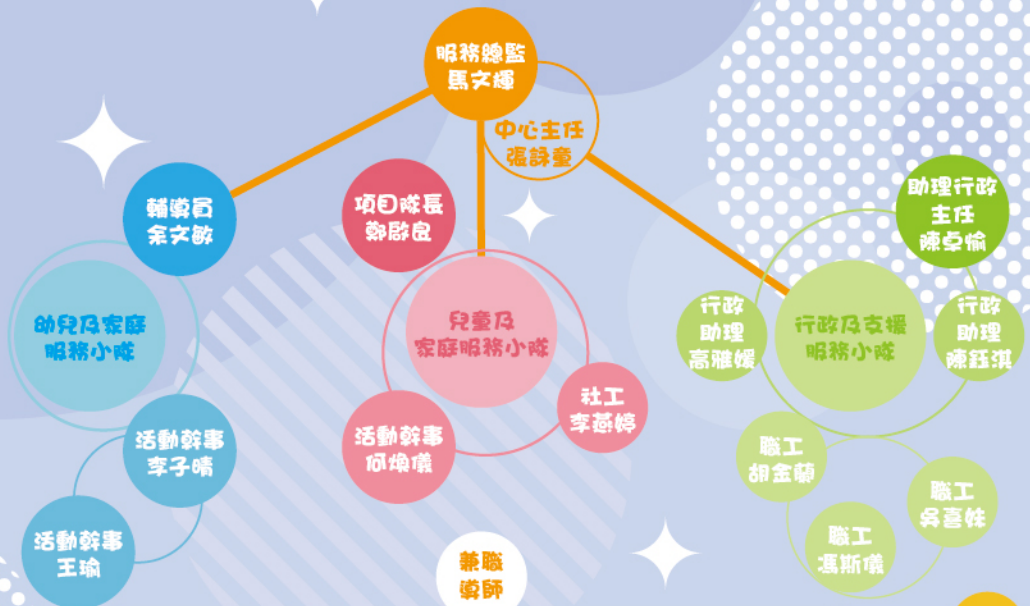 服務總監
馬文煇
中心主任
張詠童
輔導員
余文敏
幼兒及家庭
服務小隊
活動幹事
李子晴
活動幹事
王瑜
項目隊長
鄭啟良
兒童及
家庭服務小隊
活動幹事
何煥儀
社工
李燕婷
助理行政
主任
陳卓愉
行政
助理
高雅媛
行政及支援
服務小隊
行政
助理
陳鈺淇
職工
胡金蘭
職工
吳喜妹
職工
馮斯儀
兼職
導師